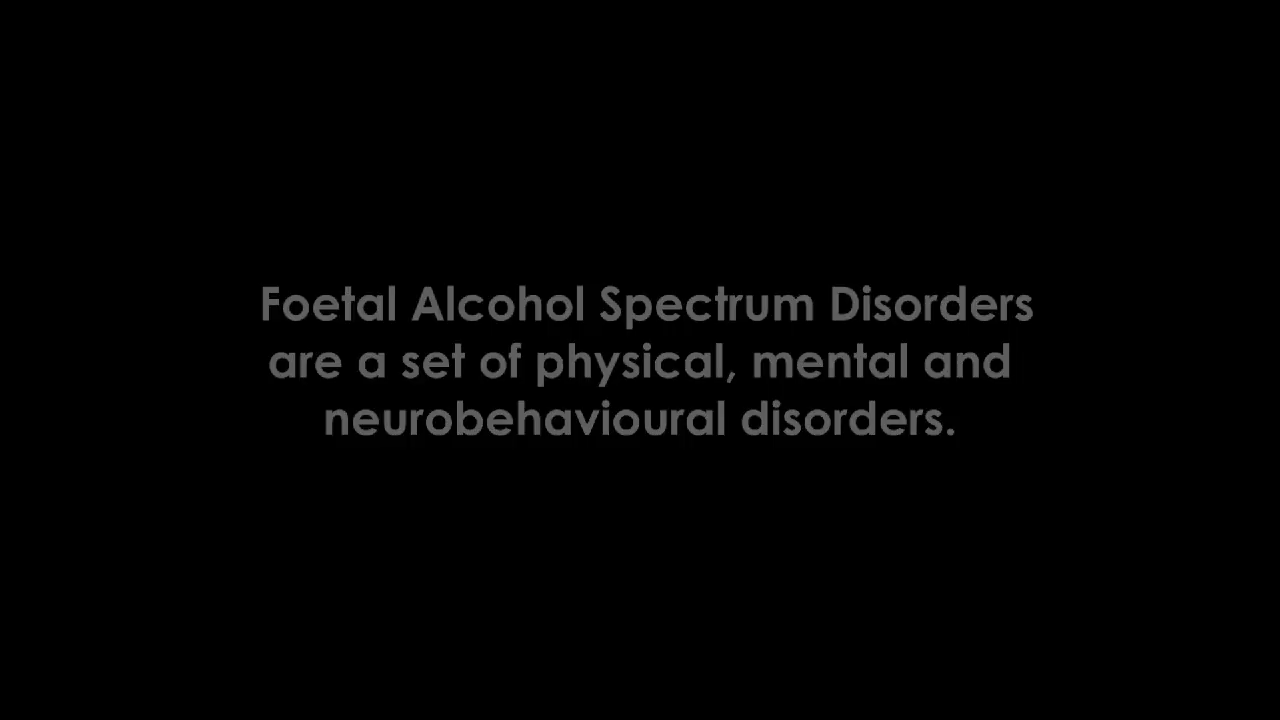 Foetal Alcohol Spectrum Disorders
are a set of physical, mental and
neurobehavioural disorders.